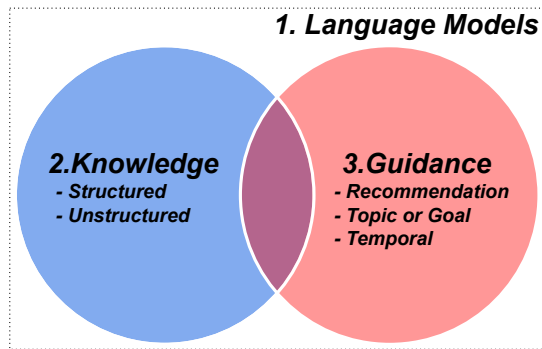 1. Language Models
2.Knowledge
- Structured
- Unstructured
3.Guidance
- Recommendation
- Topic or Goal
- Temporal